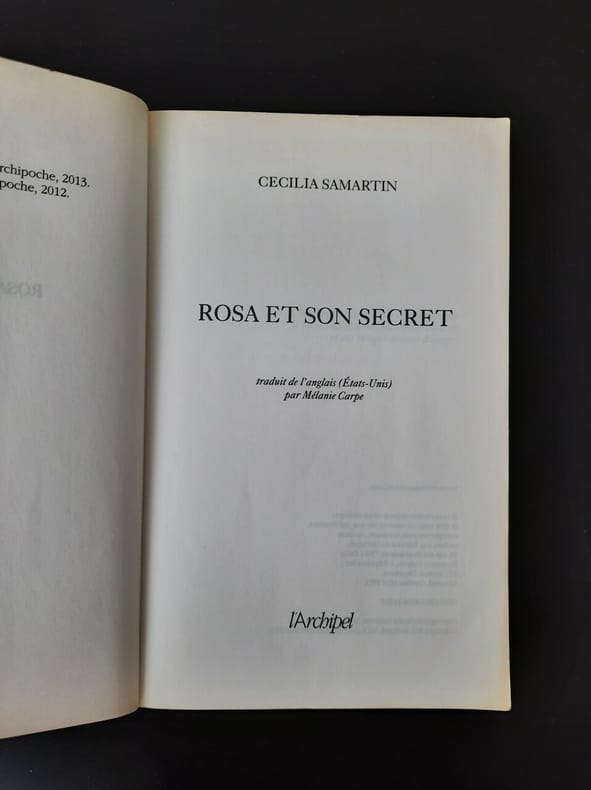 rchipoche, 2013.
poche, 2012.
CECILIA SAMARTIN
ROSA ET SON SECRET
traduit de l'anglais (États-Unis)
par Mélanie Carpe
l'Archipel